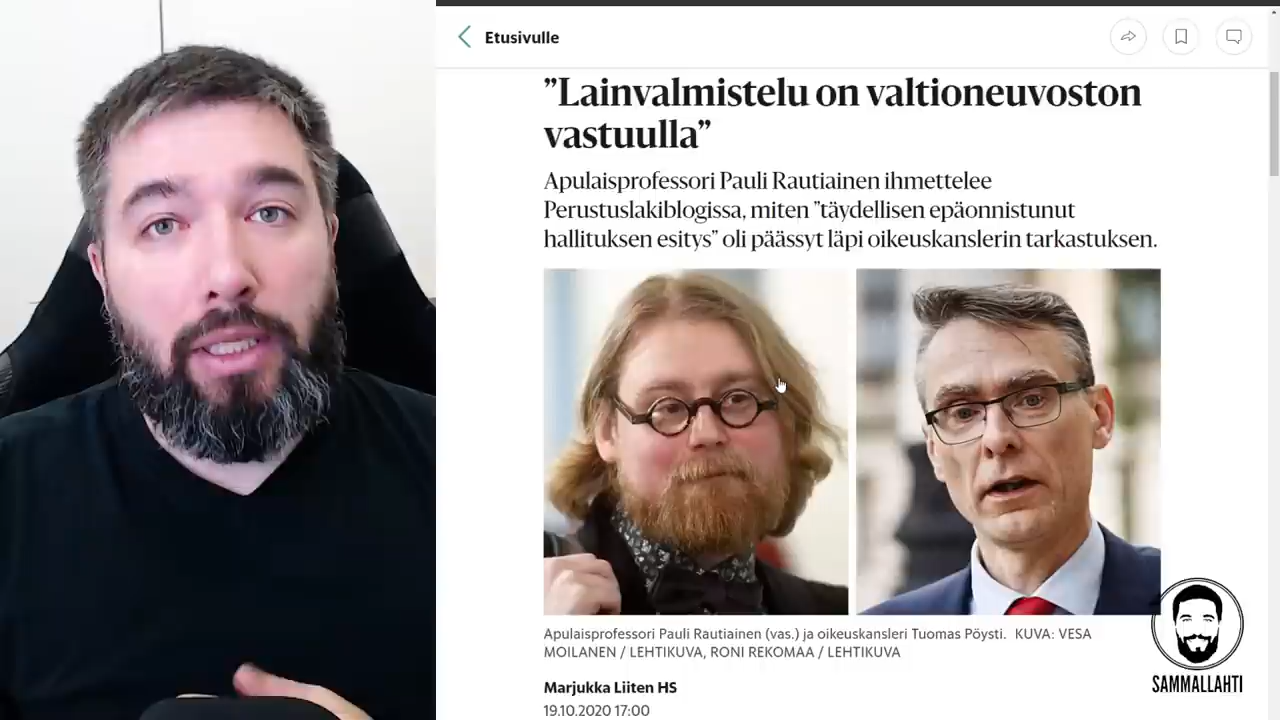 Etusivulle
”Lainvalmistelu on valtioneuvoston
vastuulla”
Apulaisprofessori Pauli Rautiainen ihmettelee
Perustuslakiblogissa, miten ”täydellisen epäonnistunut
hallituksen esitys” oli päässyt läpi oikeuskanslerin tarkastuksen.
Apulaisprofessori Pauli Rautiainen (vas.) ja oikeuskansleri Tuomas Pöysti. KUVA: VESA
MOILANEN / LEHTIKUVA, RONI REKOMAA / LEHTIKUVA
SAMMALLAHTI
Marjukka Liiten HS
19.10.2020 17:00